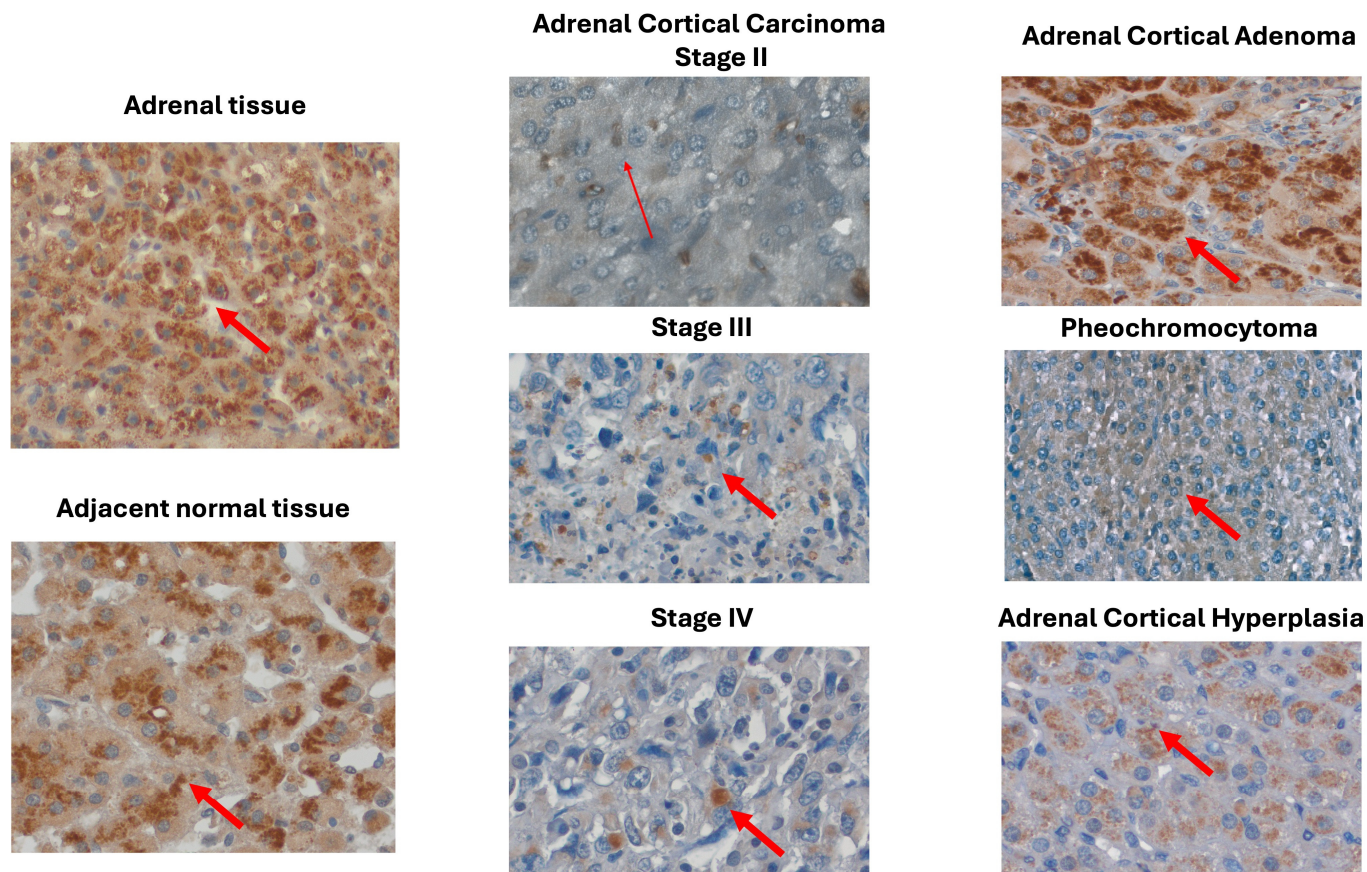 Adrenal tissue
Adjacent normal tissue
Adrenal Cortical Carcinoma
Stage II
Stage III
Stage IV
Adrenal Cortical Adenoma
Pheochromocytoma
Adrenal Cortical Hyperplasia